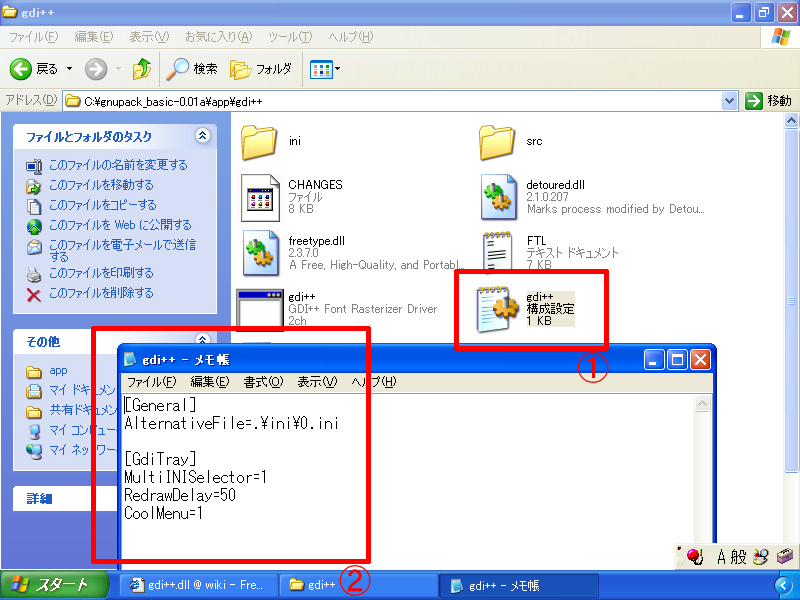 gdi++
ファイル(F) 編集(E) 表示(V) お気に入り(A) ツール(T) ヘルプ(H)
戻る 検索 フォルダ
アドレス(D) C:¥gnupack_basic-0.01a¥app¥gdi++ 移動
ファイルとフォルダのタスク
このファイルの名前を変更する
このファイルを移動する
このファイルをコピーする
このファイルを Web に公開する
このファイルを電子メールで送信
する
このファイルを印刷する
このファイルを削除する
その他
app
マイ ドキュメン
共有ドキュメン
マイ コンピュー
マイ ネットワー
詳細
ini
src
CHANGES
ファイル
8 KB
detoured.dll
2.1.0.207
Marks process modified by Detou...
freetype.dll
2.3.7.0
A Free, High-Quality, and Portabl...
FTL
テキスト ドキュメント
7 KB
gdi++
GDI++ Font Rasterizer Driver
2ch
gdi++
構成設定
1 KB
①
gdi++ - メモ帳
ファイル(F) 編集(E) 書式(O) 表示(V) ヘルプ(H)
[General]
AlternativeFile=.¥ini¥0.ini
[GdiTray]
MultiINISelector=1
RedrawDelay=50
CoolMenu=1
②
A 般
スタート gdi++.dll @ wiki - Fre... gdi++ gdi++ - メモ帳